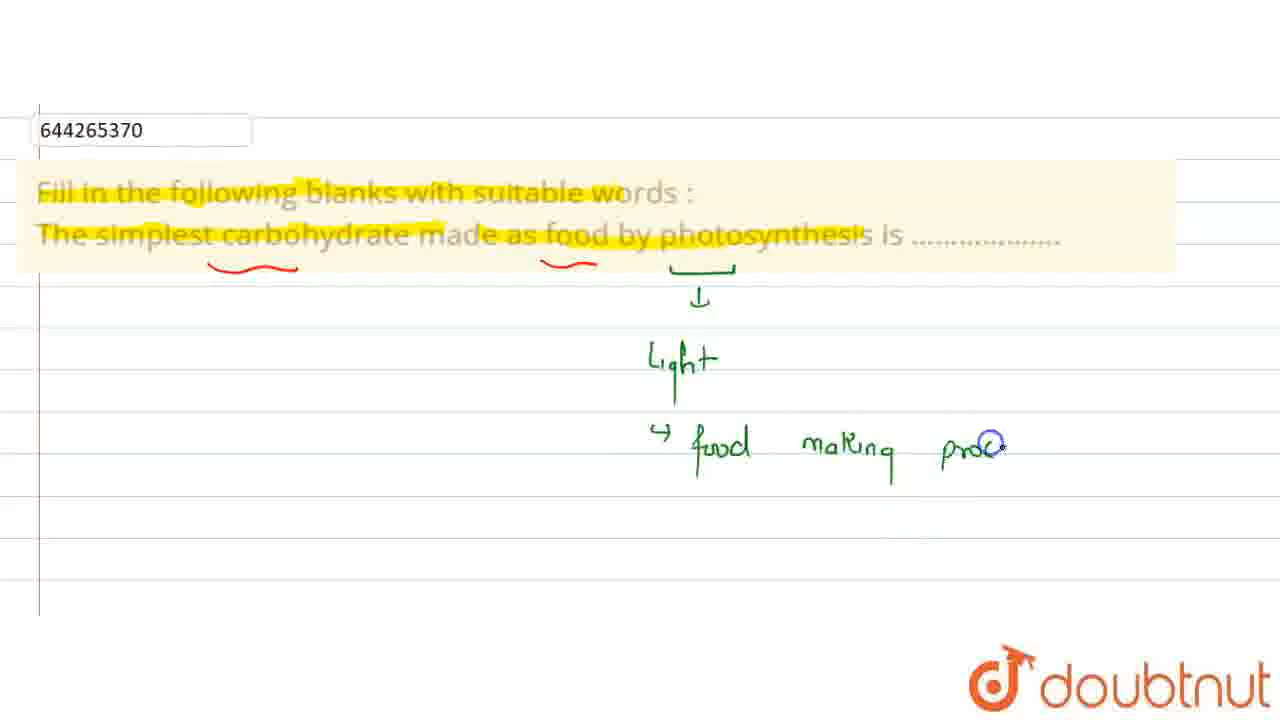 644265370
Fill in the following blanks with suitable words :
The simplest carbohydrate made as food by photosynthesis is ...................
Light
food making proc
doubtnut